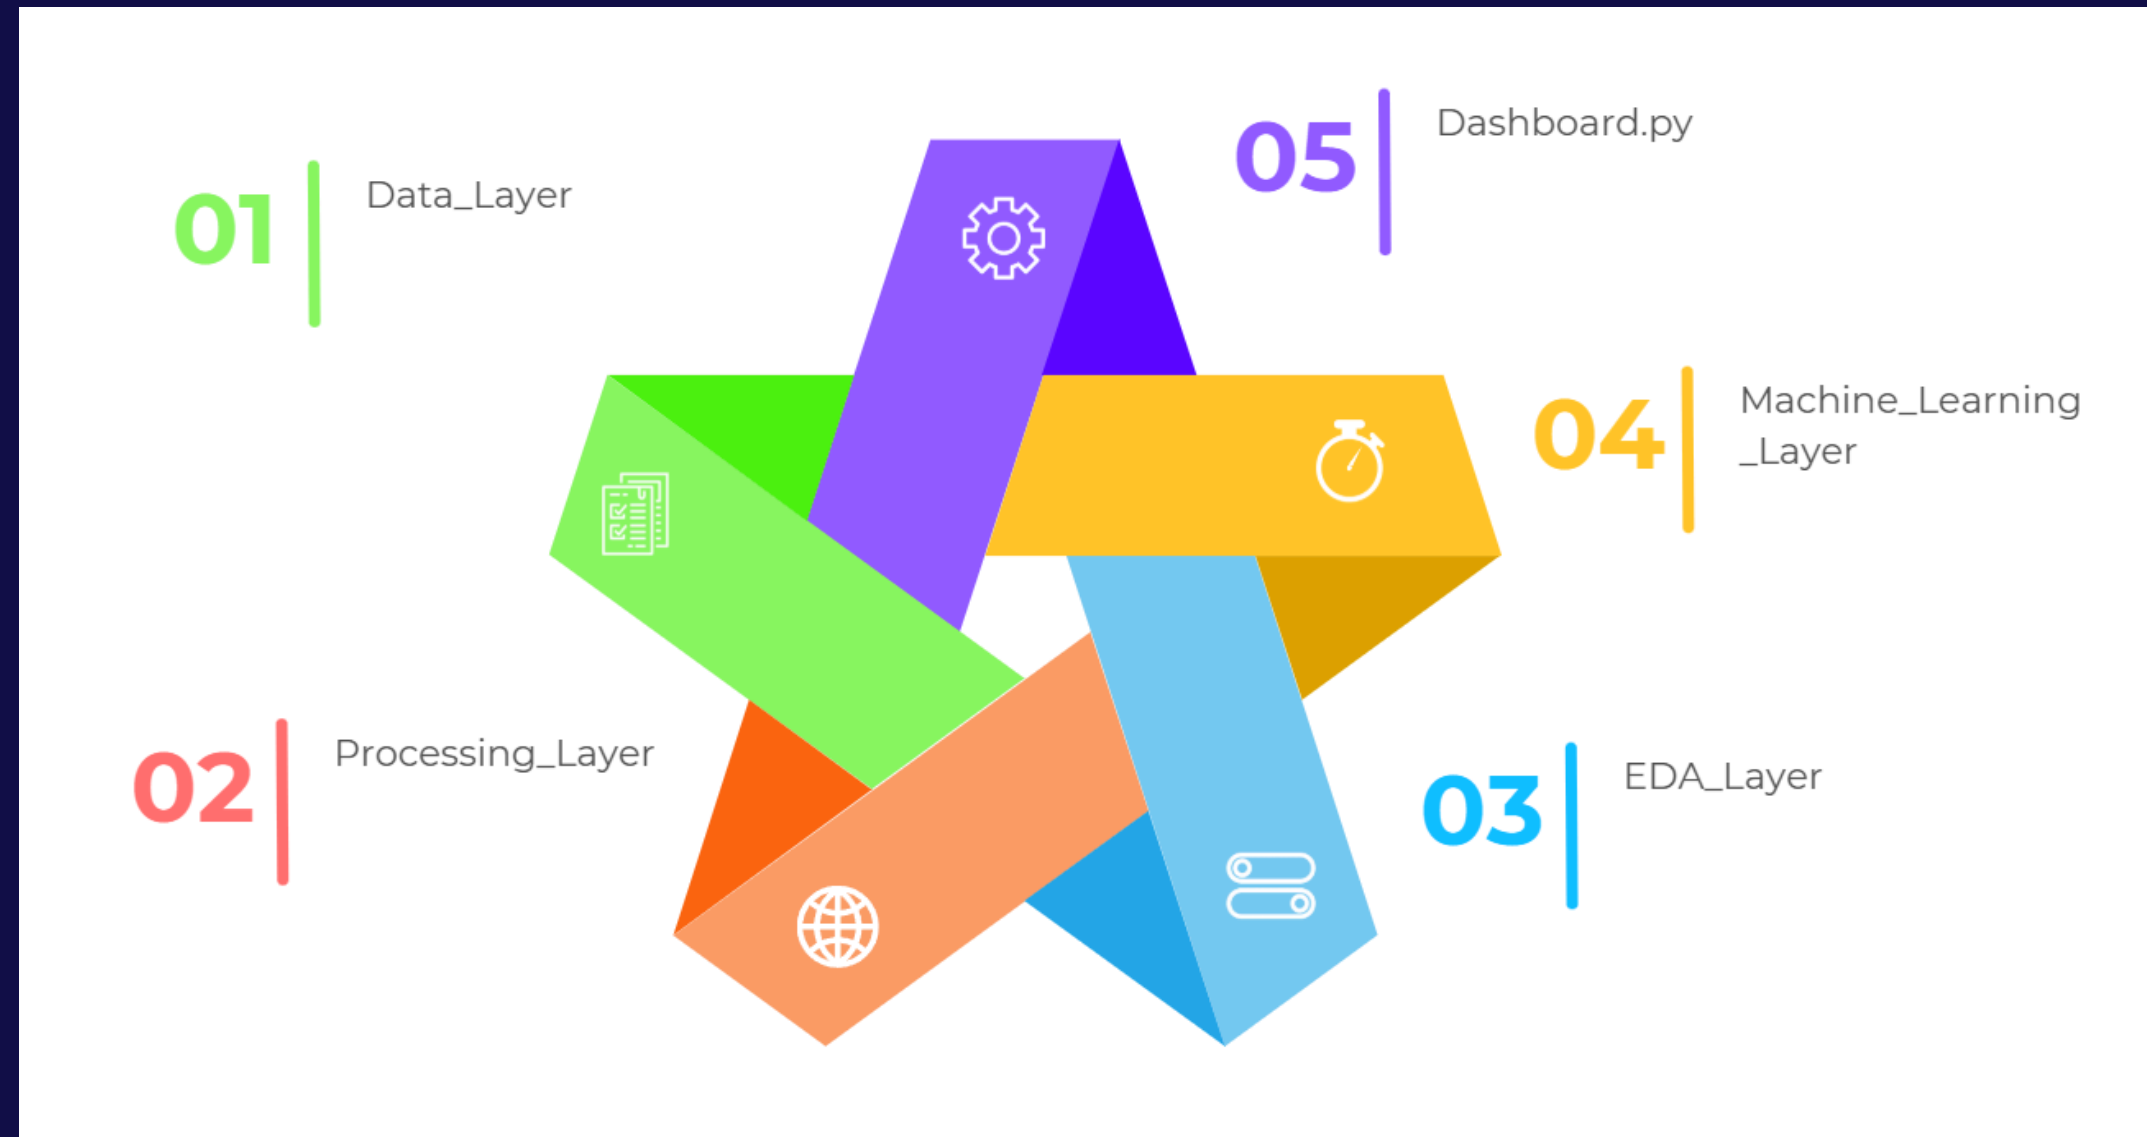 01
Data_Layer
02
Processing_Layer
03
EDA_Layer
04
Machine_Learning
_Layer
05
Dashboard.py